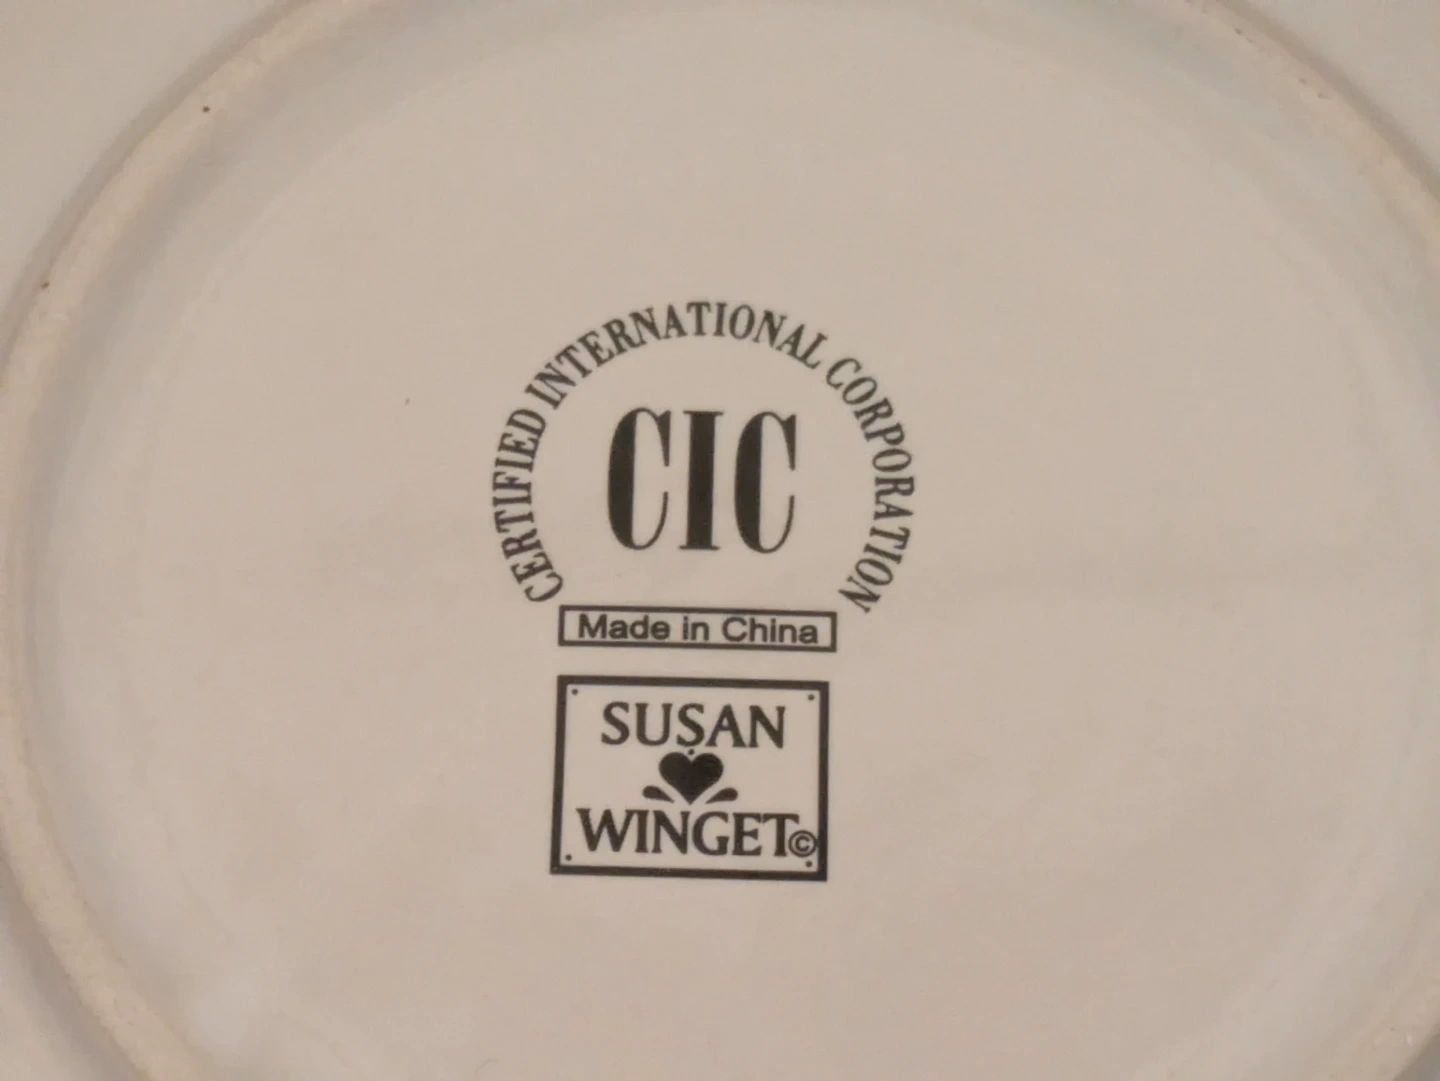 CERTIFIED INTERNATIONAL CORPORATION
CIC
Made in China
SUSAN
WINGET©